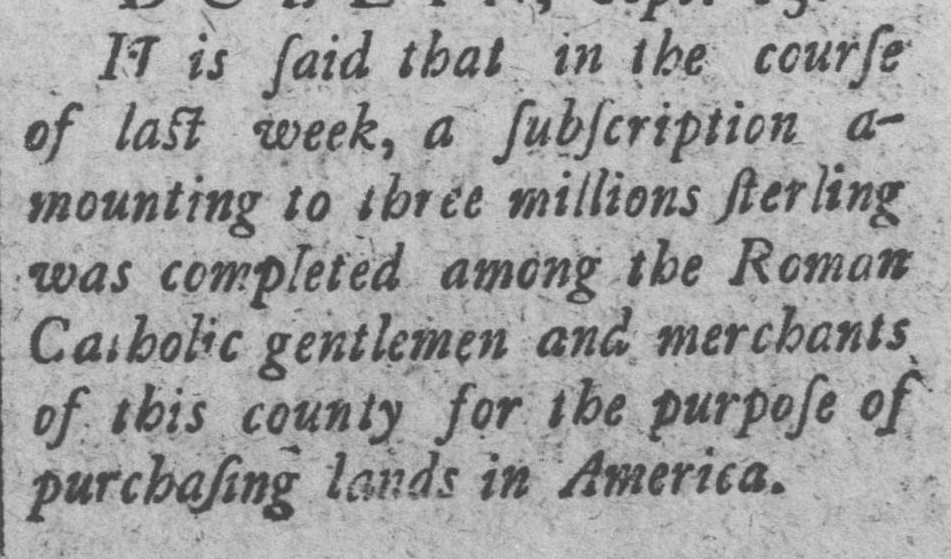 IT is ſaid that in the courſe
of laſt week, a ſubſcription a-
mounting to three millions ſterling
was completed among the Roman
Catholic gentlemen and merchants
of this county for the purpoſe of
purchaſing lands in America.